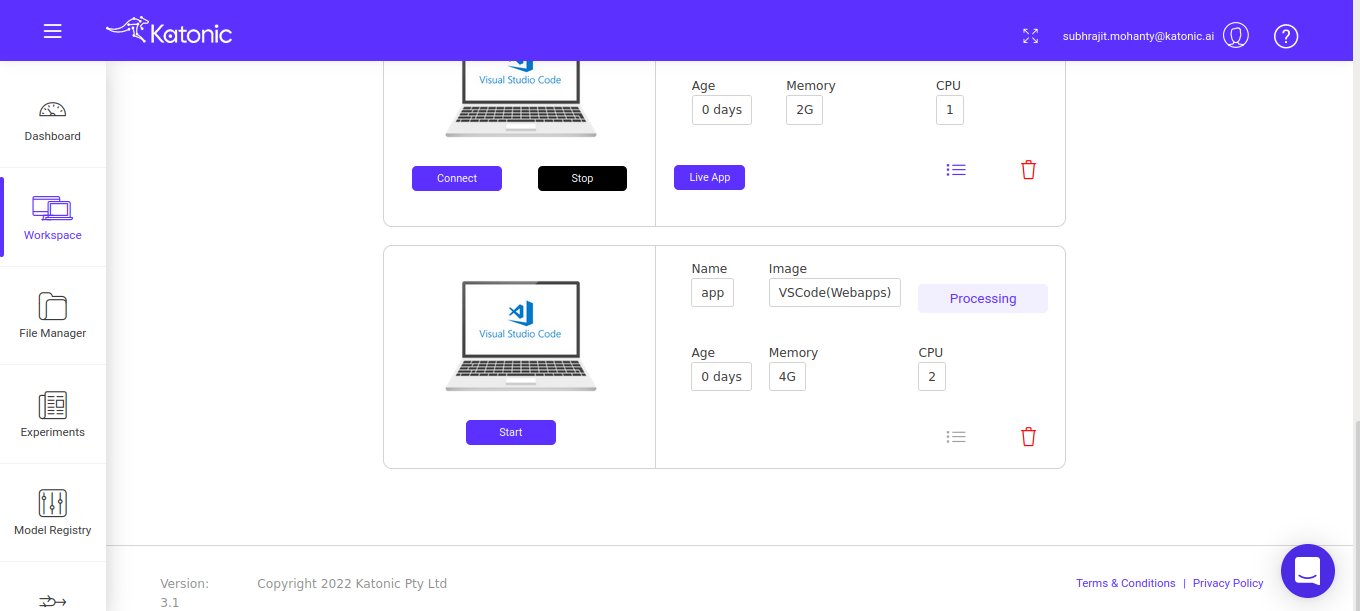 Katonic
subhrajit.mohanty@katonic.ai
?
Dashboard
Workspace
File Manager
Experiments
Model Registry
Visual Studio Code
Connect
Stop
Age
Memory
CPU
0 days
2G
1
Live App
Visual Studio Code
Start
Name
Image
app
VSCode(Webapps)
Processing
Age
Memory
CPU
0 days
4G
2
Version:
3.1
Copyright 2022 Katonic Pty Ltd
Terms & Conditions | Privacy Policy